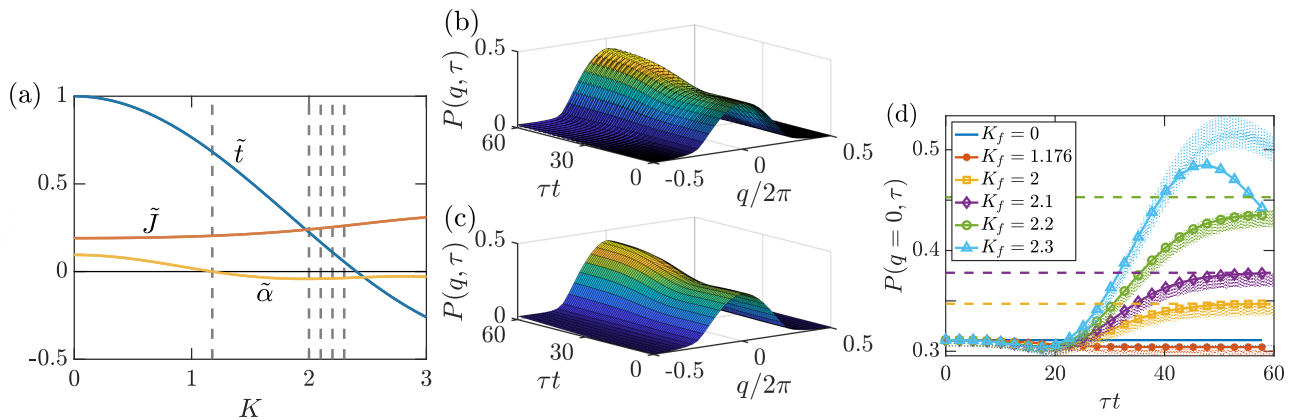 (a)
1
0.5
0
-0.5
t̃
J̃
α̃
0
1
2
3
K
(b)
P(q, τ)
0.5
0
60
30
0
τt
-0.5
0
0.5
q/2π
(c)
P(q, τ)
0.5
0
60
30
0
τt
-0.5
0
0.5
q/2π
(d)
P(q = 0, τ)
0.5
0.4
0.3
K_f = 0
K_f = 1.176
K_f = 2
K_f = 2.1
K_f = 2.2
K_f = 2.3
0
20
40
60
τt